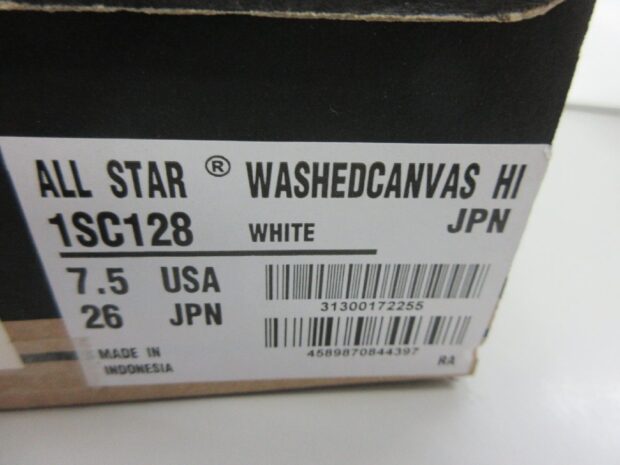 ALL STAR ® WASHEDCANVAS HI
1SC128 WHITE JPN
7.5 USA
26 JPN
31300172255
4589870844397
MADE IN
INDONESIA
RA